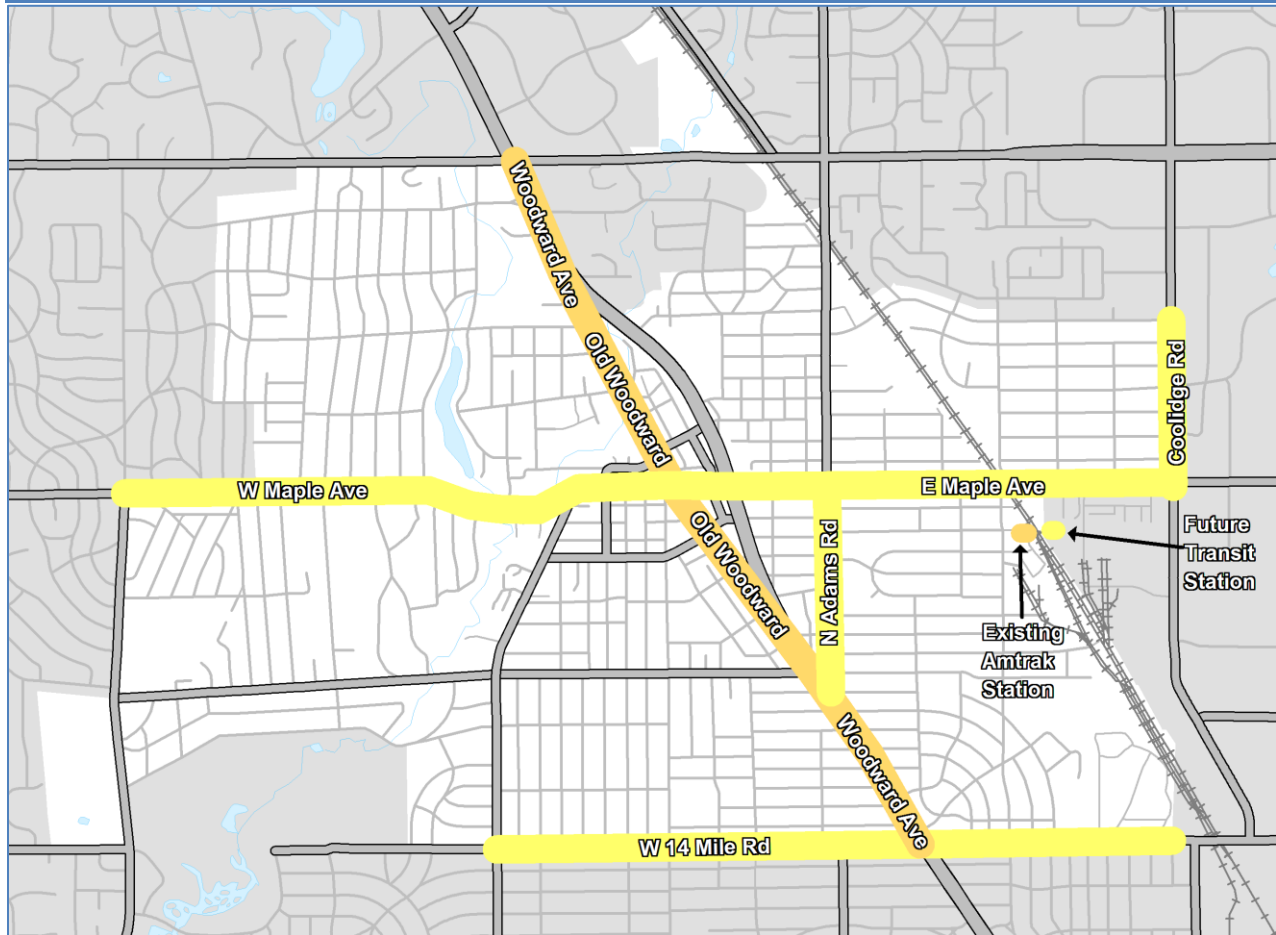 Woodward Ave
Old Woodward
Coolidge Rd
W Maple Ave
E Maple Ave
Old Woodward
N Adams Rd
Future
Transit
Station
Existing
Amtrak
Station
Woodward Ave
W 14 Mile Rd